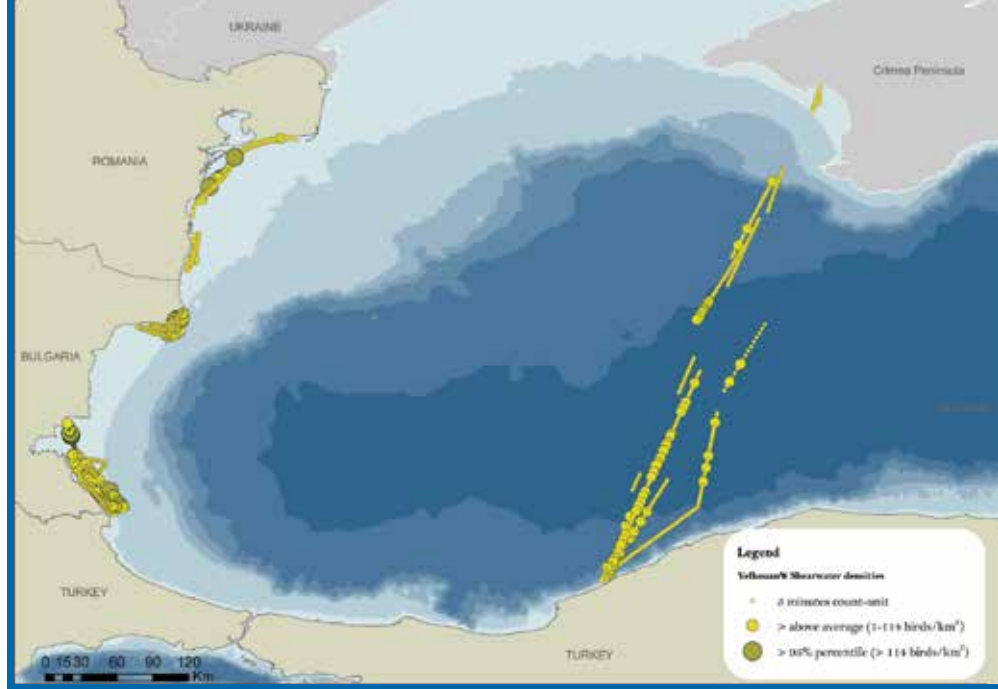 UKRAINE
Crimea Peninsula
ROMANIA
BULGARIA
TURKEY
TURKEY
Legend
Shearwater densities
5 minutes count-unit
> above average (1-114 birds/km²)
> 98% percentile (> 114 birds/km²)
0 15 30 60 90 120
Km